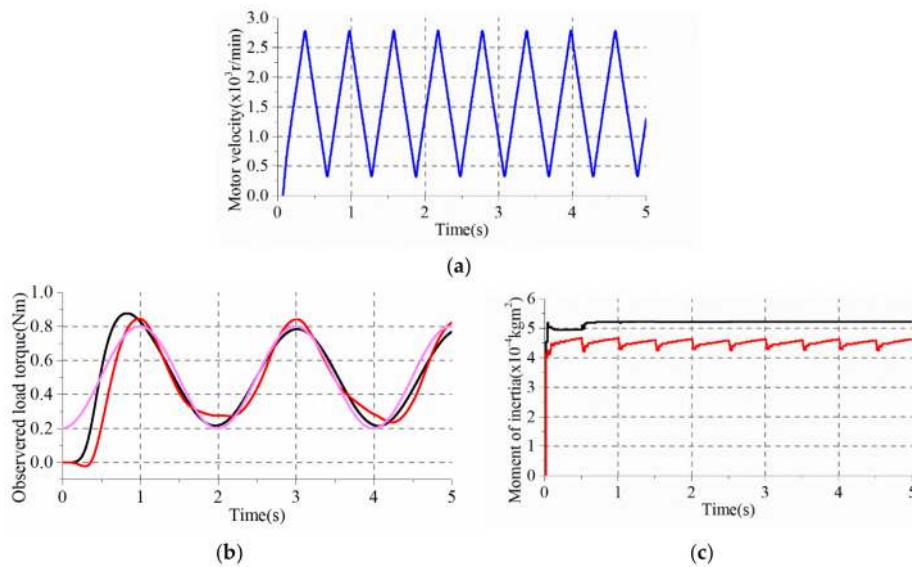 3.0
2.5
2.0
1.5
1.0
0.5
0.0
Motor velocity(x10³r/min)
1 2 3 4 5
Time(s)
(a)
1.0
0.8
0.6
0.4
0.2
0.0
Observered load torque(Nm)
0 1 2 3 4 5
Time(s)
(b)
6
5
4
3
2
1
0
Moment of inertia(x10⁻⁴kgm²)
0 1 2 3 4 5
Time(s)
(c)